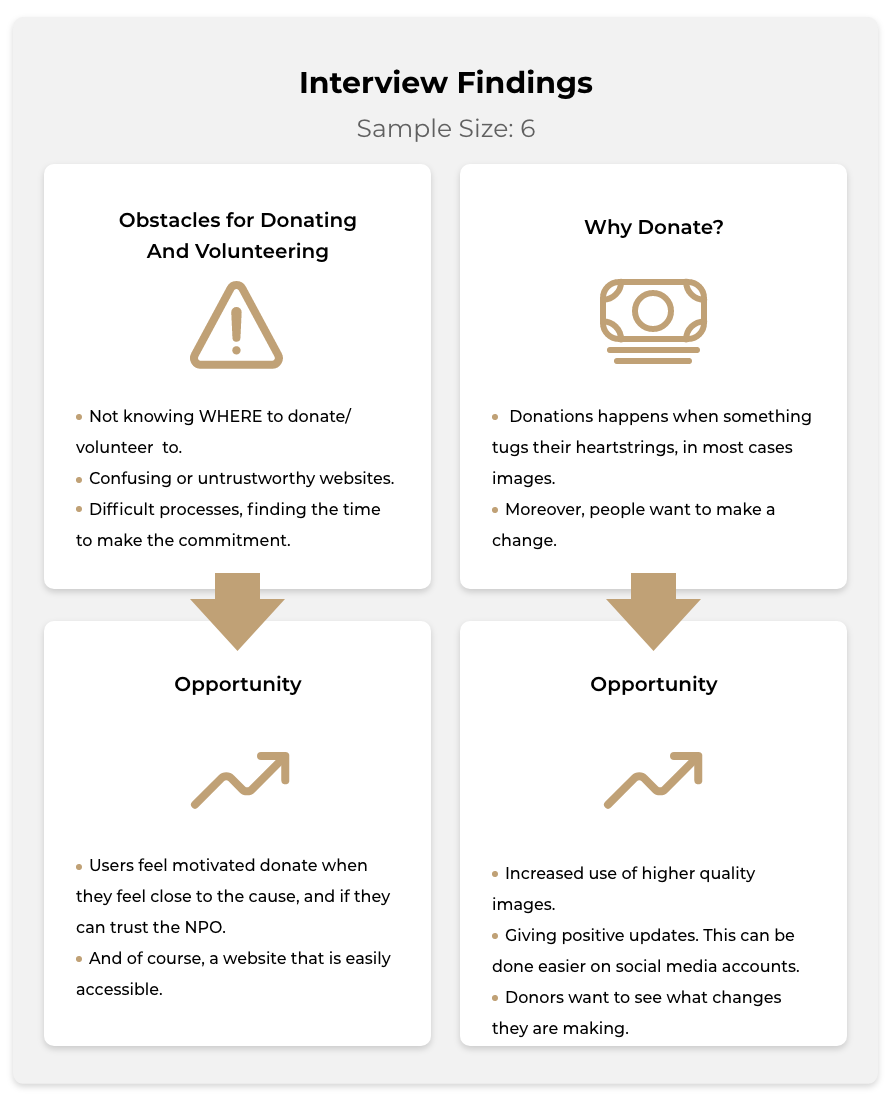 Interview Findings
Sample Size: 6
Obstacles for Donating
And Volunteering
• Not knowing WHERE to donate/
volunteer  to.
• Confusing or untrustworthy websites.
• Difficult processes, finding the time
to make the commitment.
Why Donate?
• Donations happens when something
tugs their heartstrings, in most cases
images.
• Moreover, people want to make a
change.
Opportunity
• Users feel motivated donate when
they feel close to the cause, and if they
can trust the NPO.
• And of course, a website that is easily
accessible.
Opportunity
• Increased use of higher quality
images.
• Giving positive updates. This can be
done easier on social media accounts.
• Donors want to see what changes
they are making.